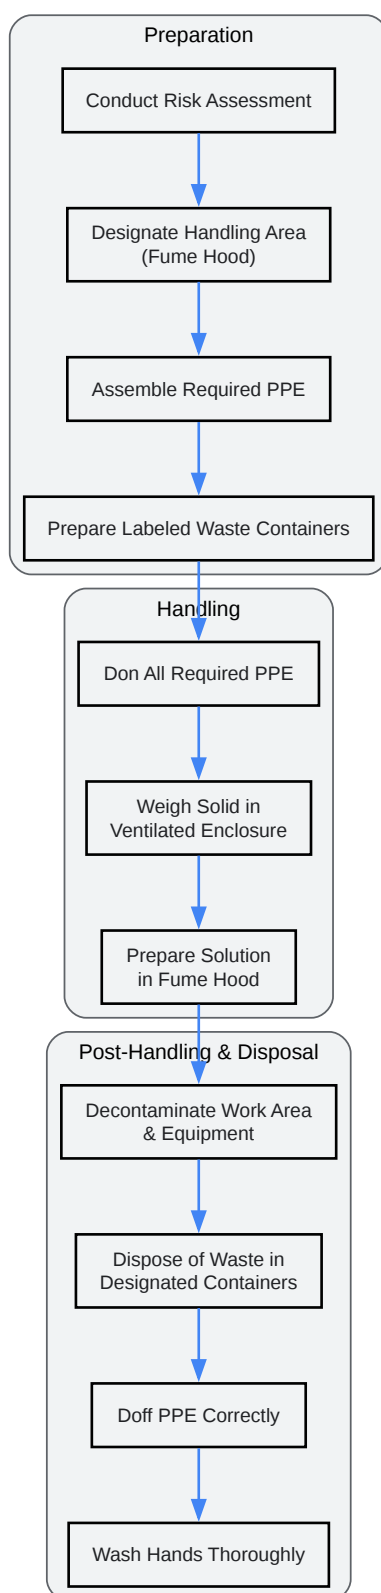 Preparation
Conduct Risk Assessment
Designate Handling Area
(Fume Hood)
Assemble Required PPE
Prepare Labeled Waste Containers
Handling
Don All Required PPE
Weigh Solid in
Ventilated Enclosure
Prepare Solution
in Fume Hood
Post-Handling & Disposal
Decontaminate Work Area
& Equipment
Dispose of Waste in
Designated Containers
Doff PPE Correctly
Wash Hands Thoroughly